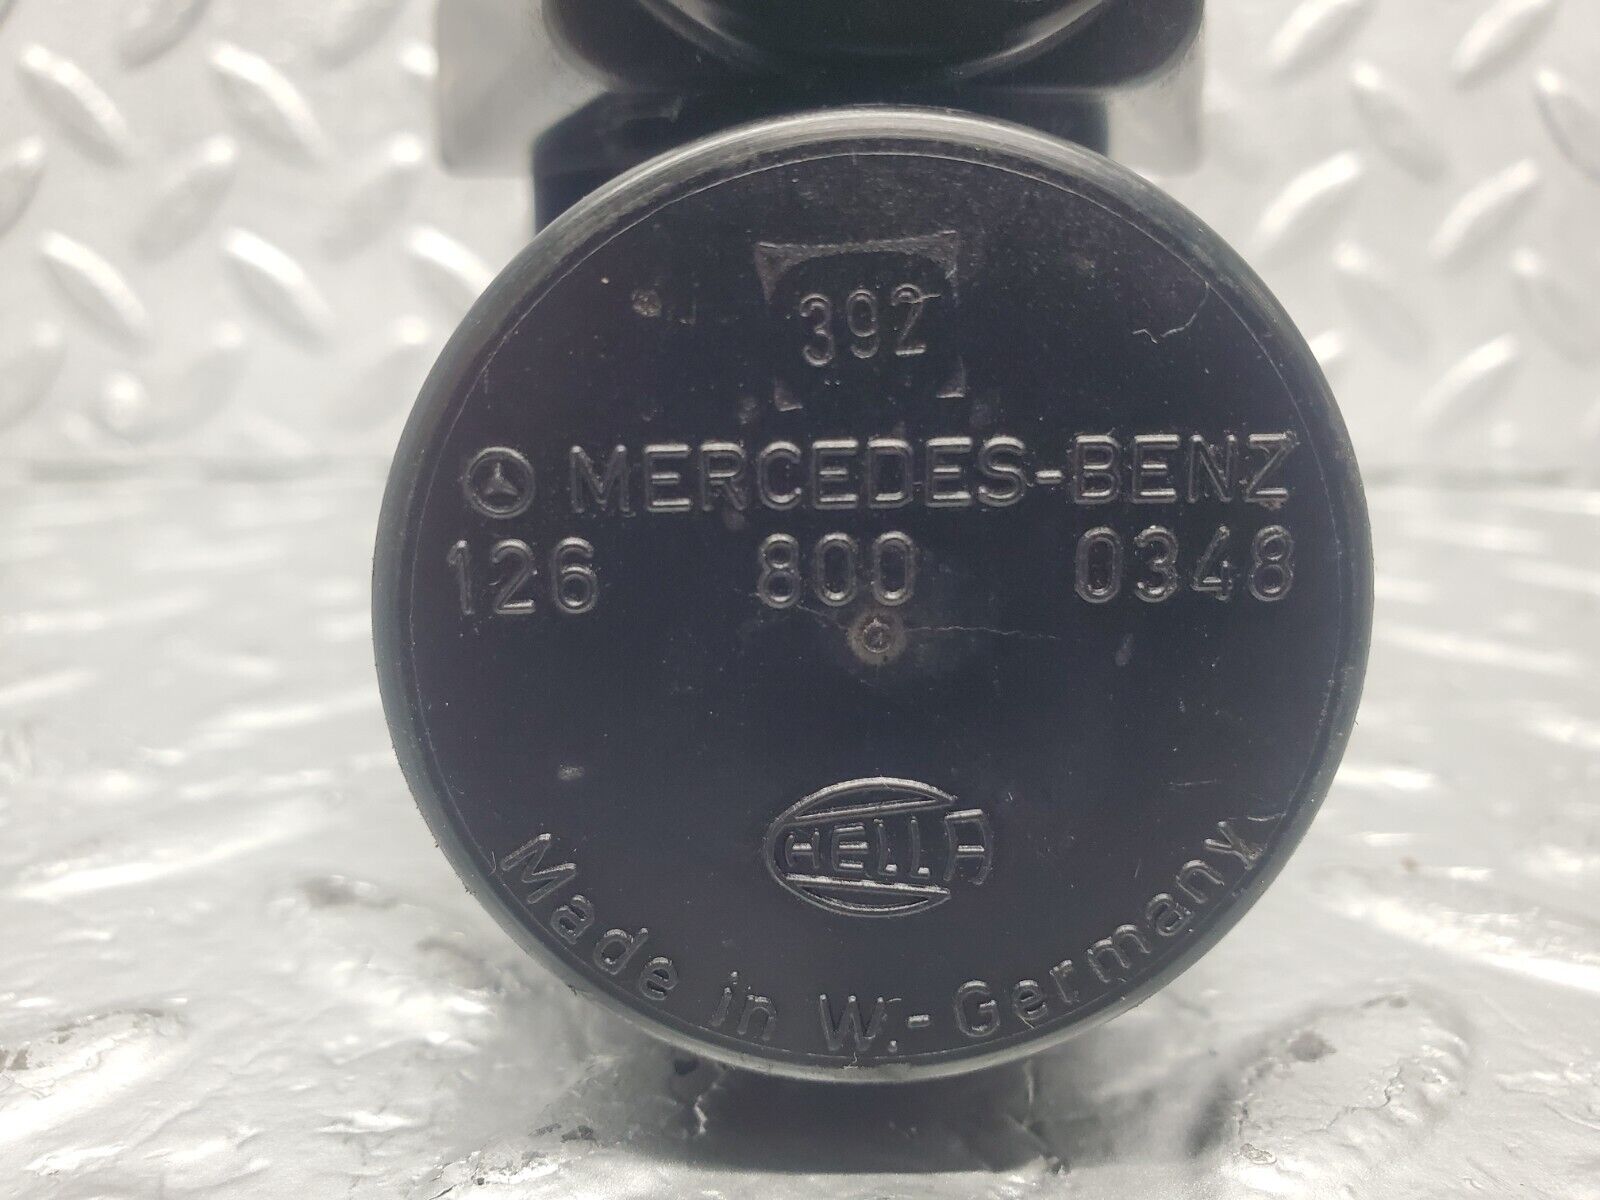 392
MERCEDES-BENZ
126 800 0348
HELLA
Made in W.-Germany